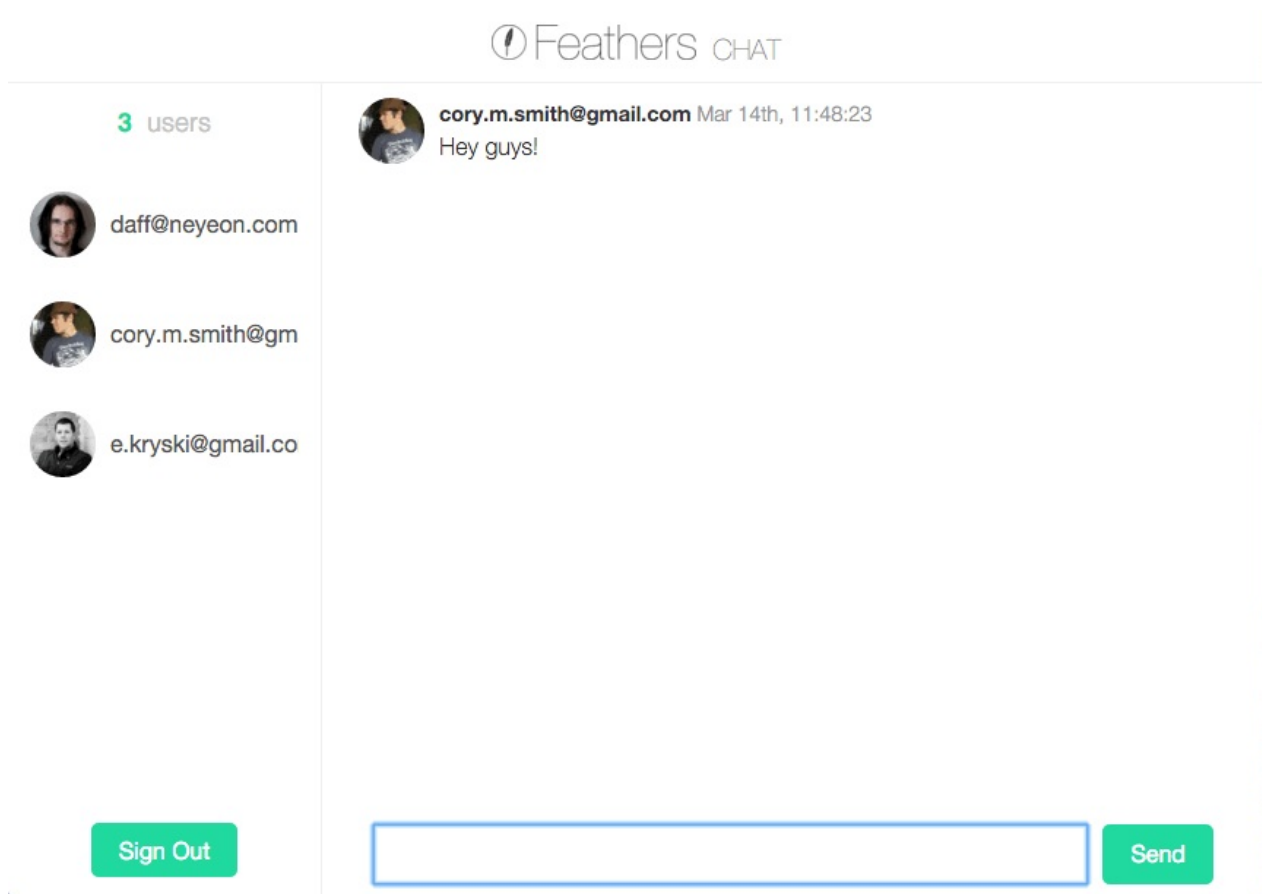 Feathers CHAT
3 users
daff@neyeon.com
cory.m.smith@gm
e.kryski@gmail.co
Sign Out
cory.m.smith@gmail.com Mar 14th, 11:48:23
Hey guys!
Send